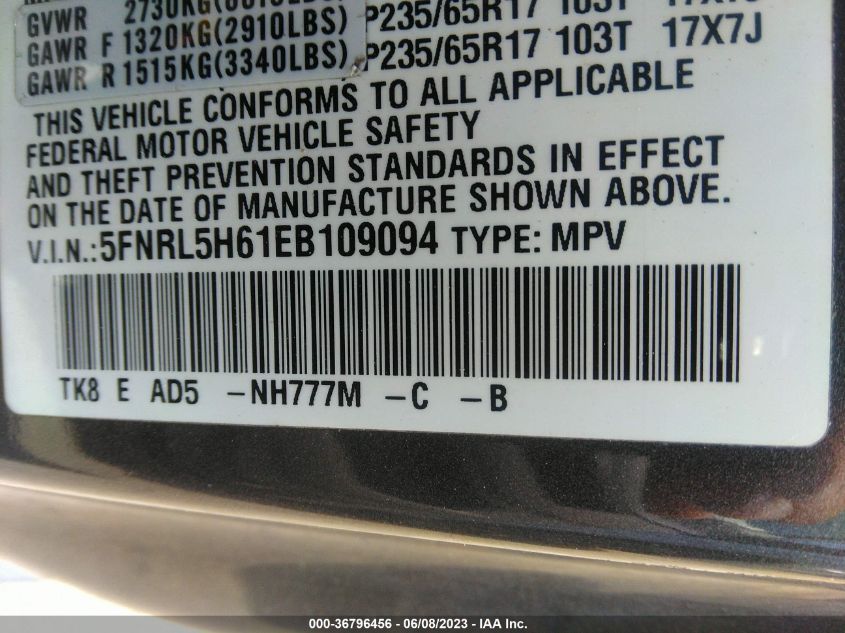 GVWR 2730KG
GAWR F 1320KG(2910LBS) P235/65R17 103T
GAWR R 1515KG(3340LBS) P235/65R17 103T 17X7J
THIS VEHICLE CONFORMS TO ALL APPLICABLE
FEDERAL MOTOR VEHICLE SAFETY
AND THEFT PREVENTION STANDARDS IN EFFECT
ON THE DATE OF MANUFACTURE SHOWN ABOVE.
V.I.N.:5FNRL5H61EB109094 TYPE: MPV
TK8 E AD5 -NH777M -C -B
000-36796456 - 06/08/2023 - IAA Inc.